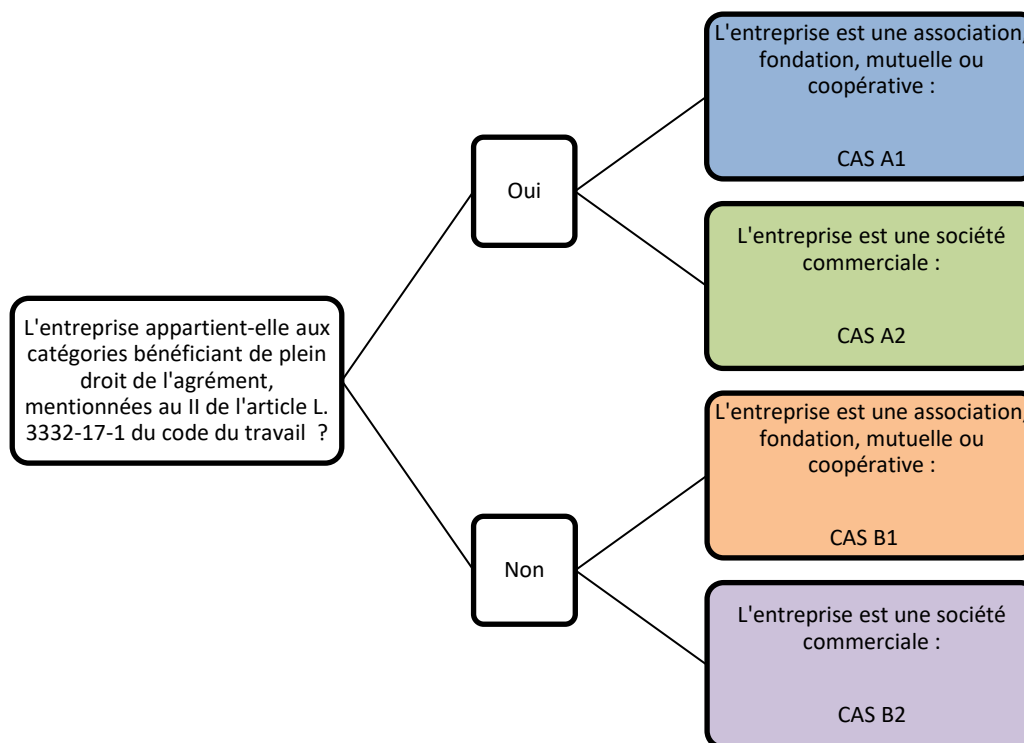 L'entreprise appartient-elle aux
catégories bénéficiant de plein
droit de l'agrément,
mentionnées au II de l'article L.
3332-17-1 du code du travail ?
Oui
L'entreprise est une association,
fondation, mutuelle ou
coopérative :
CAS A1
L'entreprise est une société
commerciale :
CAS A2
Non
L'entreprise est une association,
fondation, mutuelle ou
coopérative :
CAS B1
L'entreprise est une société
commerciale :
CAS B2